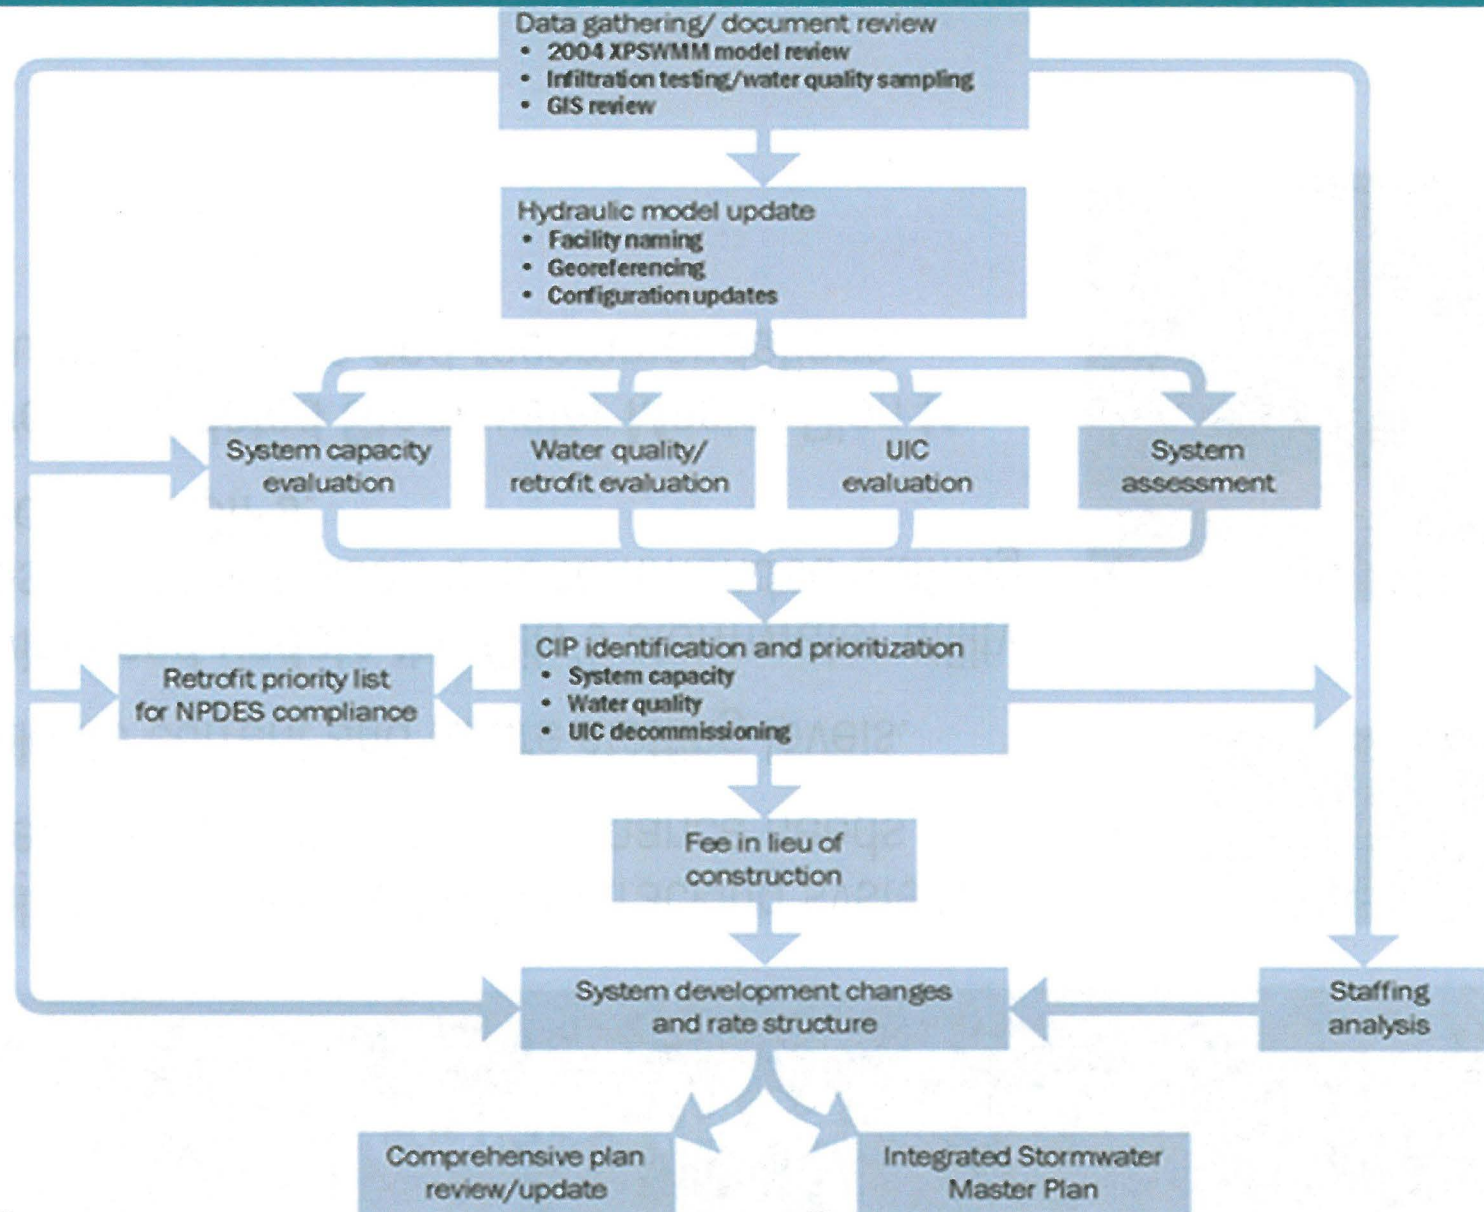 Data gathering/ document review
• 2004 XPSWMM model review
• Infiltration testing/water quality sampling
• GIS review
Hydraulic model update
• Facility naming
• Georeferencing
• Configuration updates
System capacity
evaluation
Water quality/
retrofit evaluation
UIC
evaluation
System
assessment
CIP identification and prioritization
• System capacity
• Water quality
• UIC decommissioning
Retrofit priority list
for NPDES compliance
Fee in lieu of
construction
System development changes
and rate structure
Staffing
analysis
Comprehensive plan
review/update
Integrated Stormwater
Master Plan